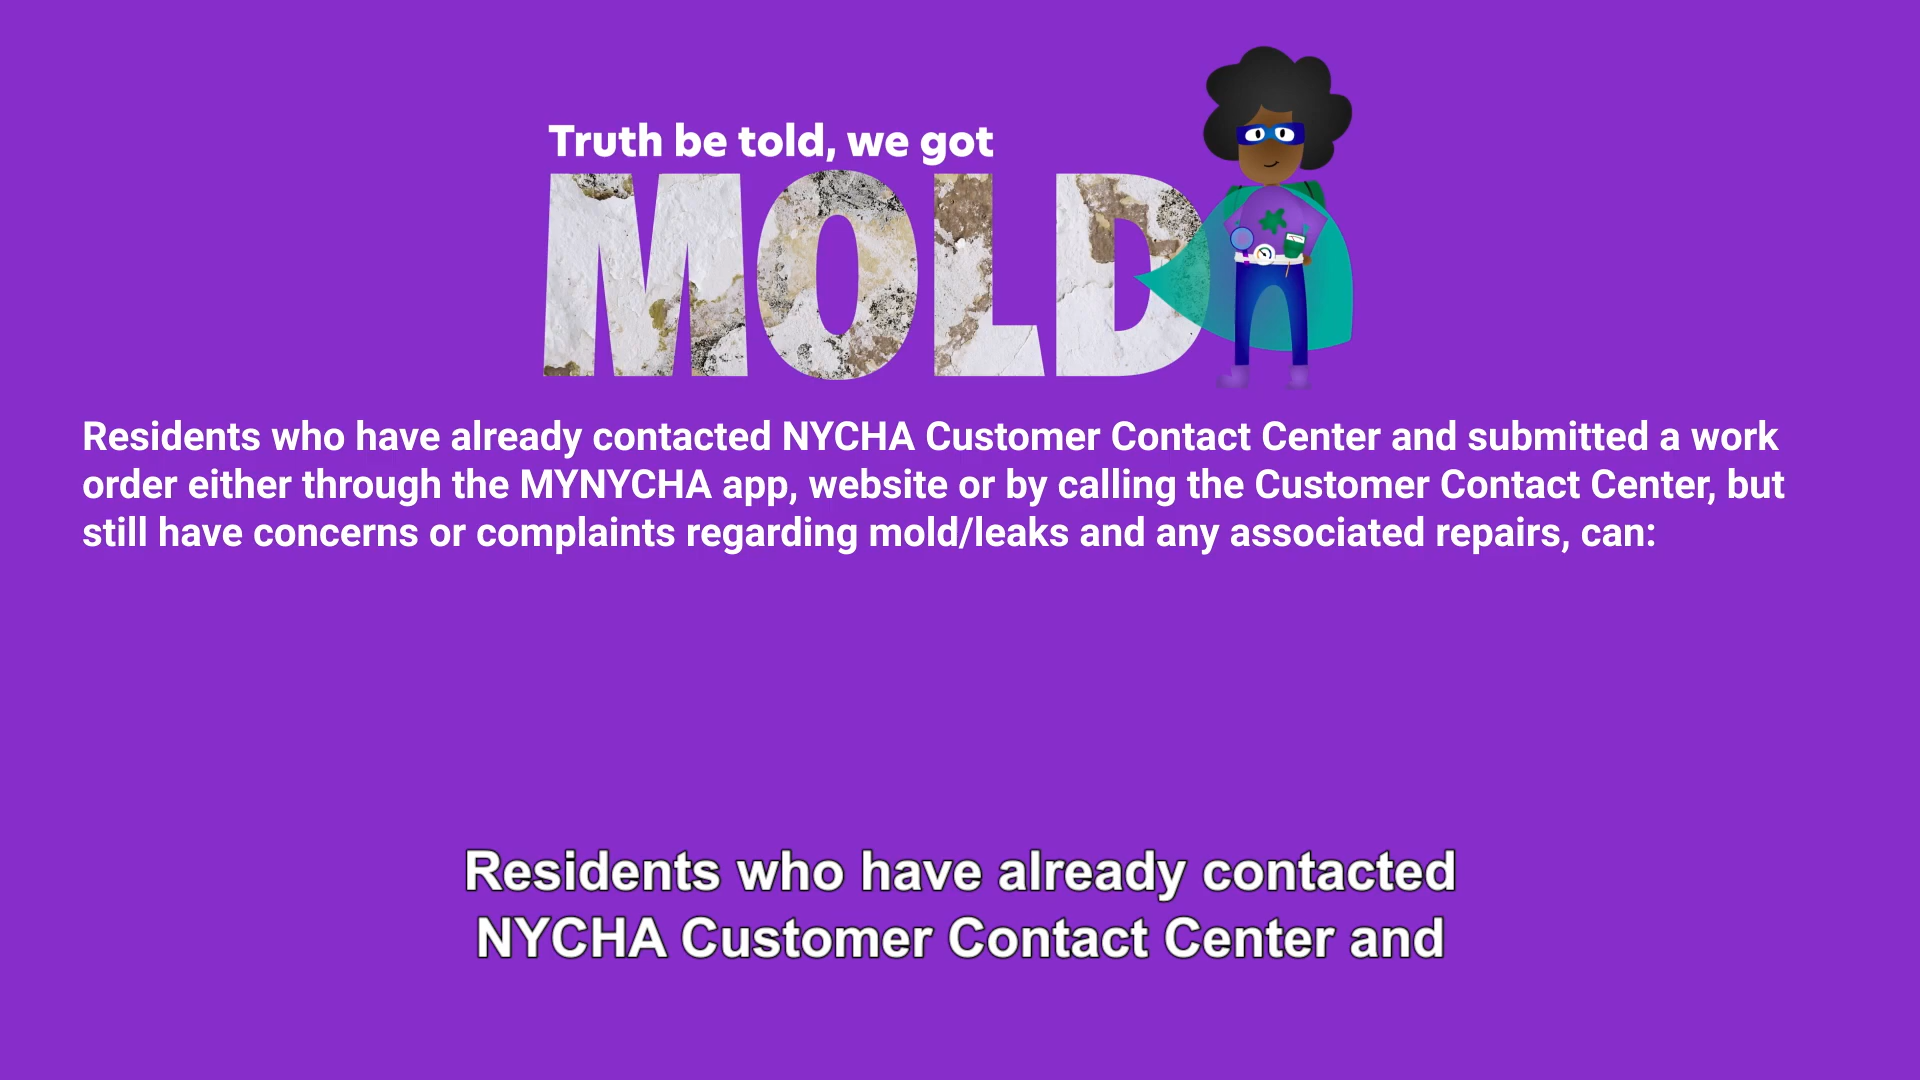 Truth be told, we got
MOLD
Residents who have already contacted NYCHA Customer Contact Center and submitted a work
order either through the MYNYCHA app, website or by calling the Customer Contact Center, but
still have concerns or complaints regarding mold/leaks and any associated repairs, can:
Residents who have already contacted
NYCHA Customer Contact Center and